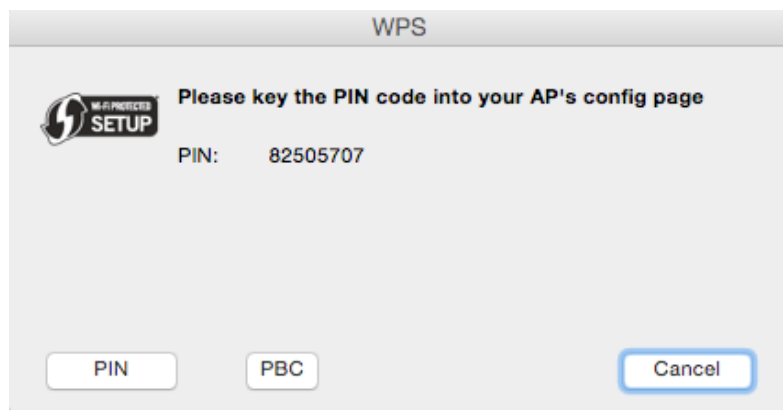 WPS
WI-FI PROTECTED
SETUP
Please key the PIN code into your AP's config page
PIN: 82505707
PIN PBC Cancel